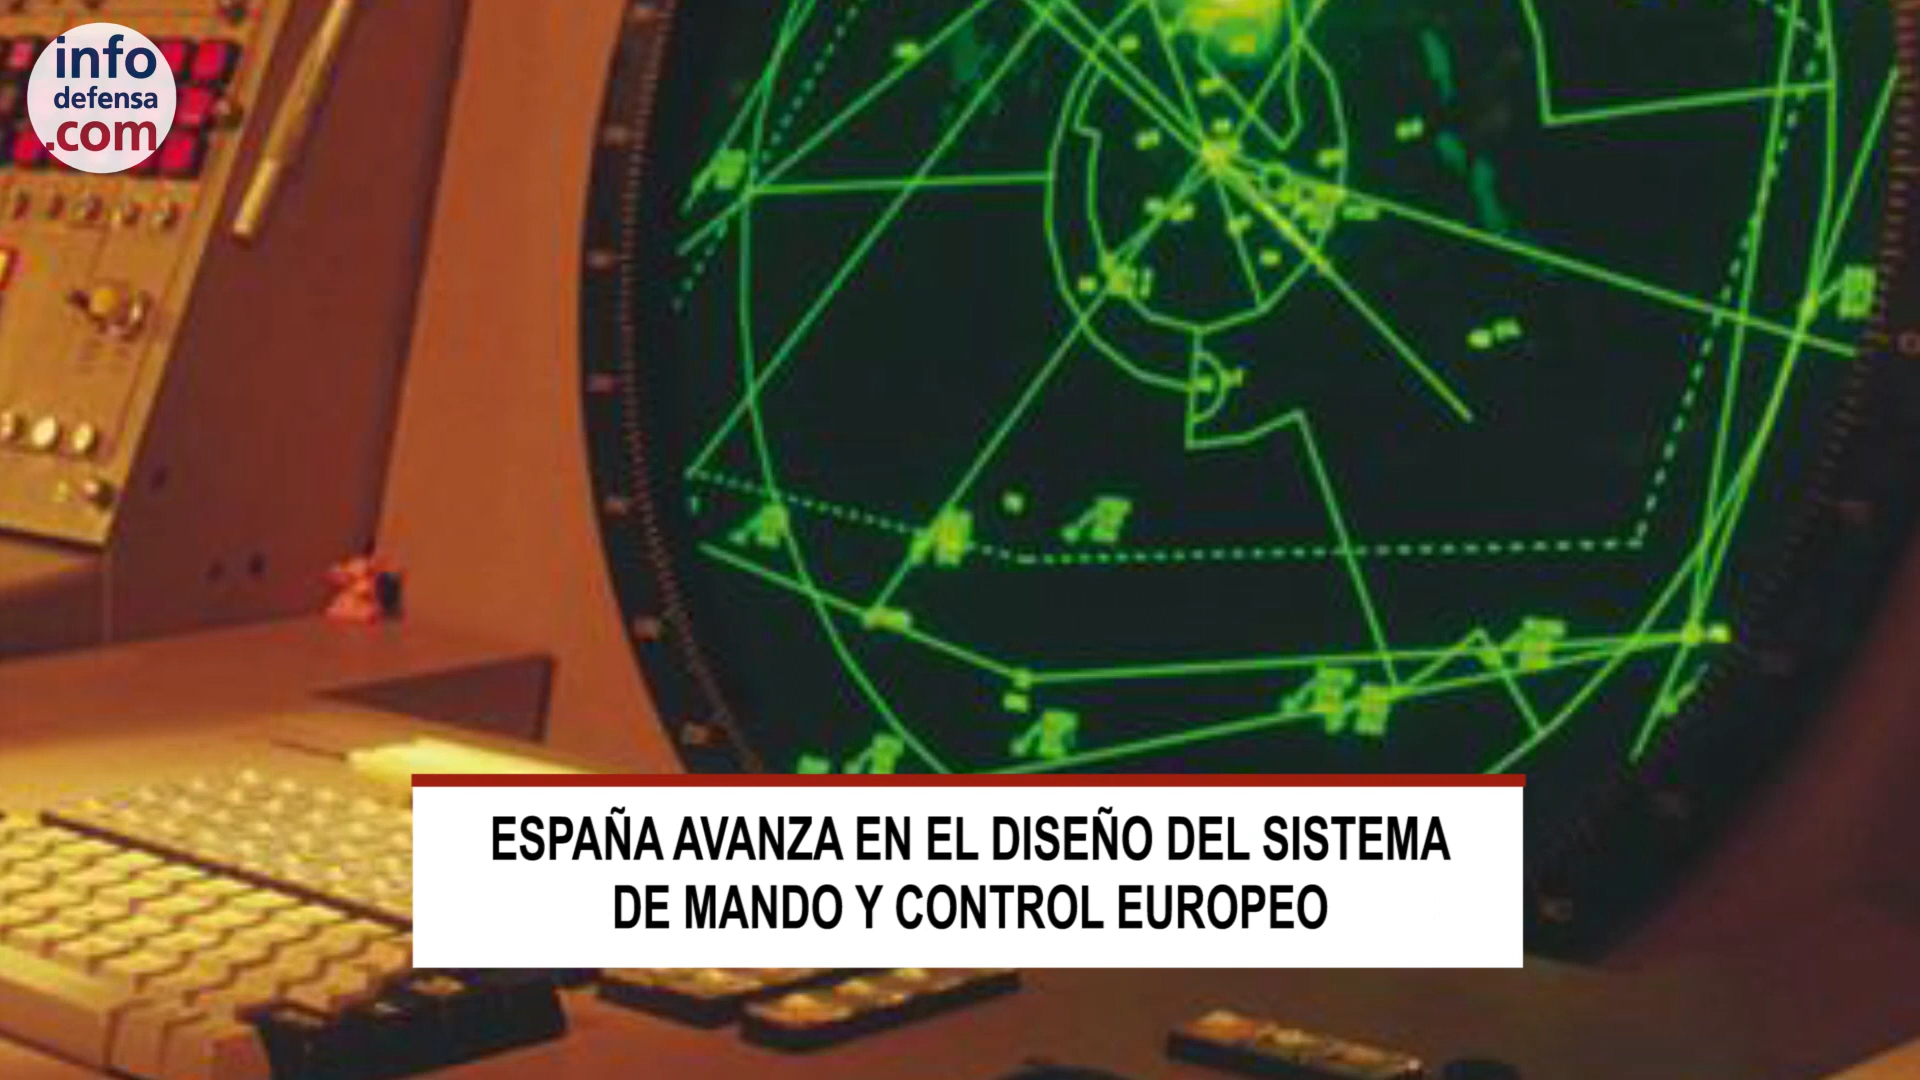 info
defensa
.com
ESPAÑA AVANZA EN EL DISEÑO DEL SISTEMA
DE MANDO Y CONTROL EUROPEO